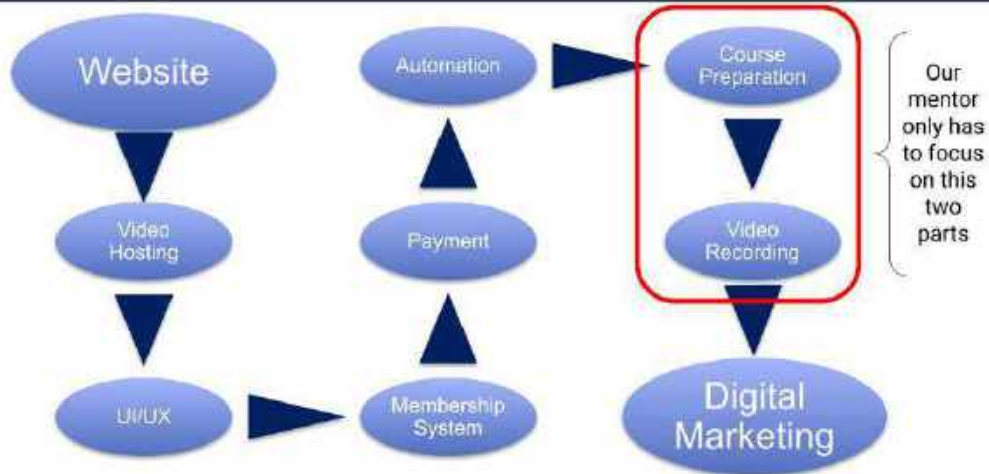 Website
Video
Hosting
UI/UX
Membership
System
Payment
Automation
Course
Preparation
Video
Recording
Digital
Marketing
Our
mentor
only has
to focus
on this
two
parts